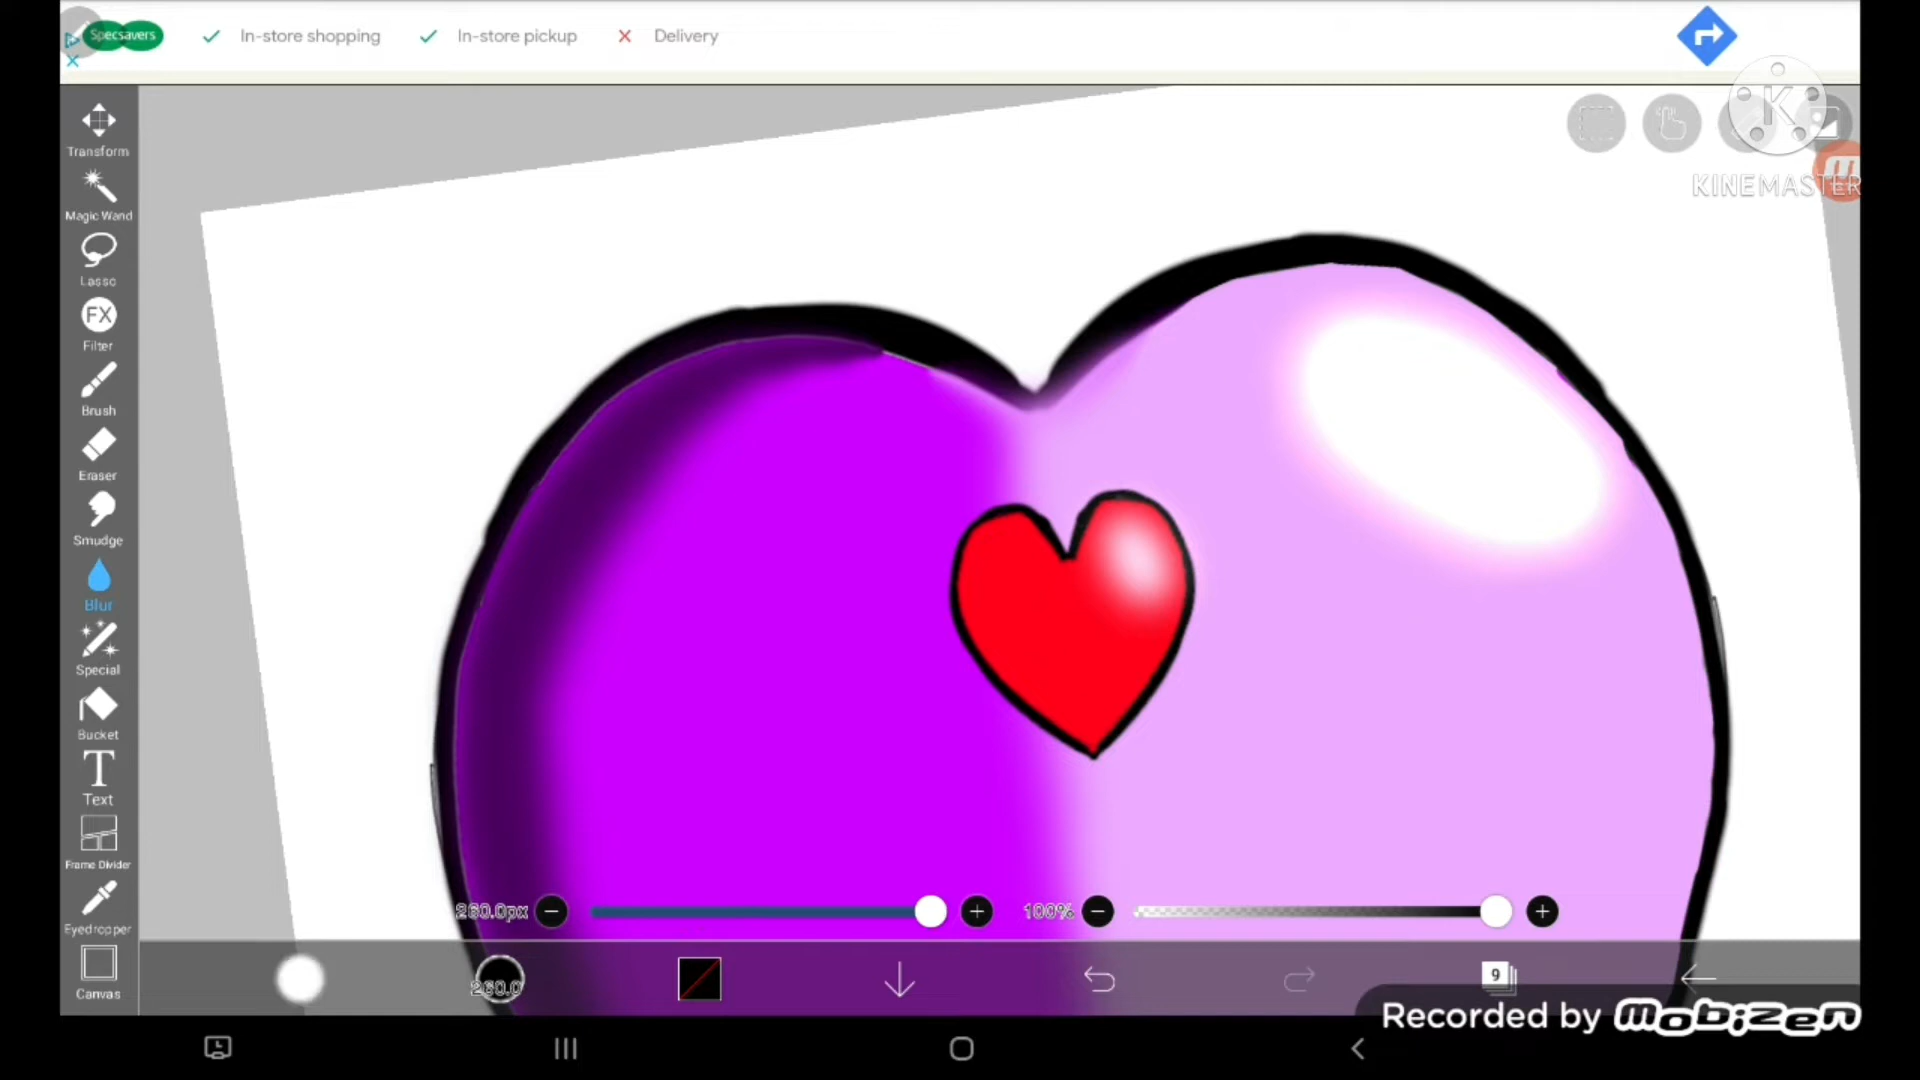 Specsavers
In-store shopping
In-store pickup
Delivery
KINEMASTER
Transform
Magic Wand
Lasso
FX
Filter
Brush
Eraser
Smudge
Blur
Special
Bucket
T
Text
Frame Divider
Eyedropper
Canvas
260.0px
100%
260.0
9
Recorded by mobizen